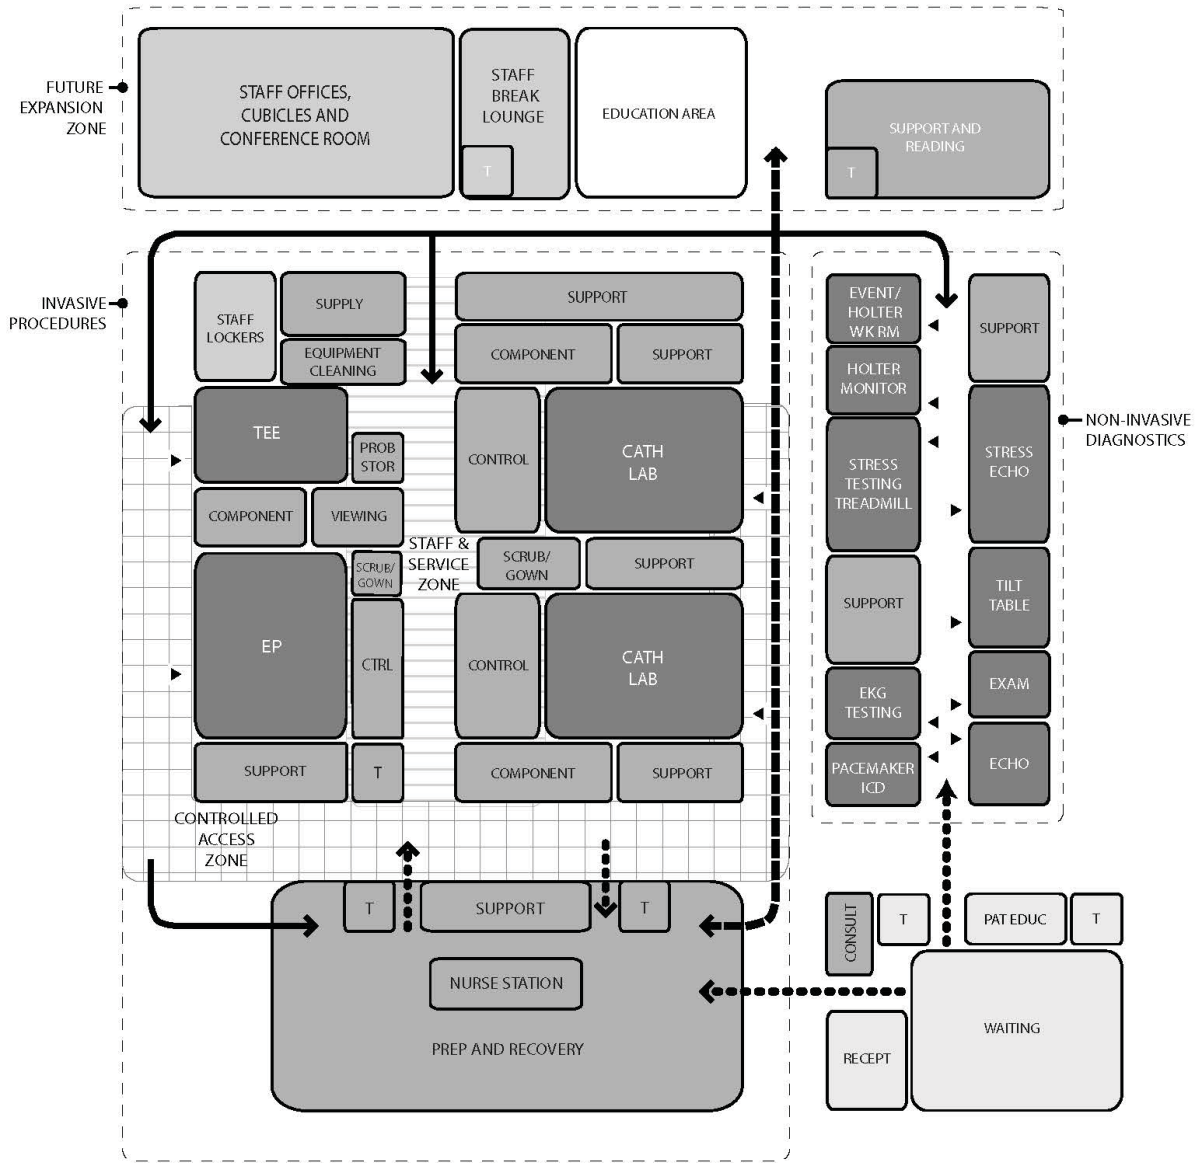 FUTURE
EXPANSION
ZONE
STAFF OFFICES,
CUBICLES AND
CONFERENCE ROOM
STAFF
BREAK
LOUNGE
T
EDUCATION AREA
SUPPORT AND
READING
T
INVASIVE
PROCEDURES
STAFF
LOCKERS
SUPPLY
EQUIPMENT
CLEANING
SUPPORT
COMPONENT
SUPPORT
TEE
PROB
STOR
CONTROL
CATH
LAB
COMPONENT
VIEWING
STAFF &
SERVICE
ZONE
SCRUB/
GOWN
SCRUB/
GOWN
SUPPORT
EP
CTRL
CONTROL
CATH
LAB
SUPPORT
T
COMPONENT
SUPPORT
CONTROLLED
ACCESS
ZONE
EVENT/
HOLTER
WK RM
HOLTER
MONITOR
STRESS
TESTING
TREADMILL
SUPPORT
EKG
TESTING
PACEMAKER
ICD
SUPPORT
STRESS
ECHO
TILT
TABLE
EXAM
ECHO
NON-INVASIVE
DIAGNOSTICS
T
SUPPORT
T
NURSE STATION
PREP AND RECOVERY
CONSULT
T
PAT EDUC
T
WAITING
RECEPT